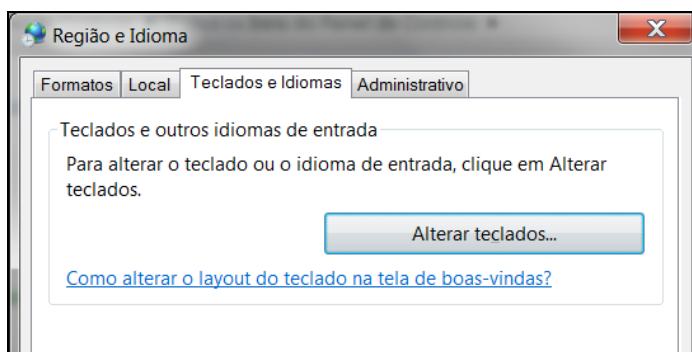 Região e Idioma
Formatos Local Teclados e Idiomas Administrativo
Teclados e outros idiomas de entrada
Para alterar o teclado ou o idioma de entrada, clique em Alterar
teclados.
Alterar teclados...
Como alterar o layout do teclado na tela de boas-vindas?